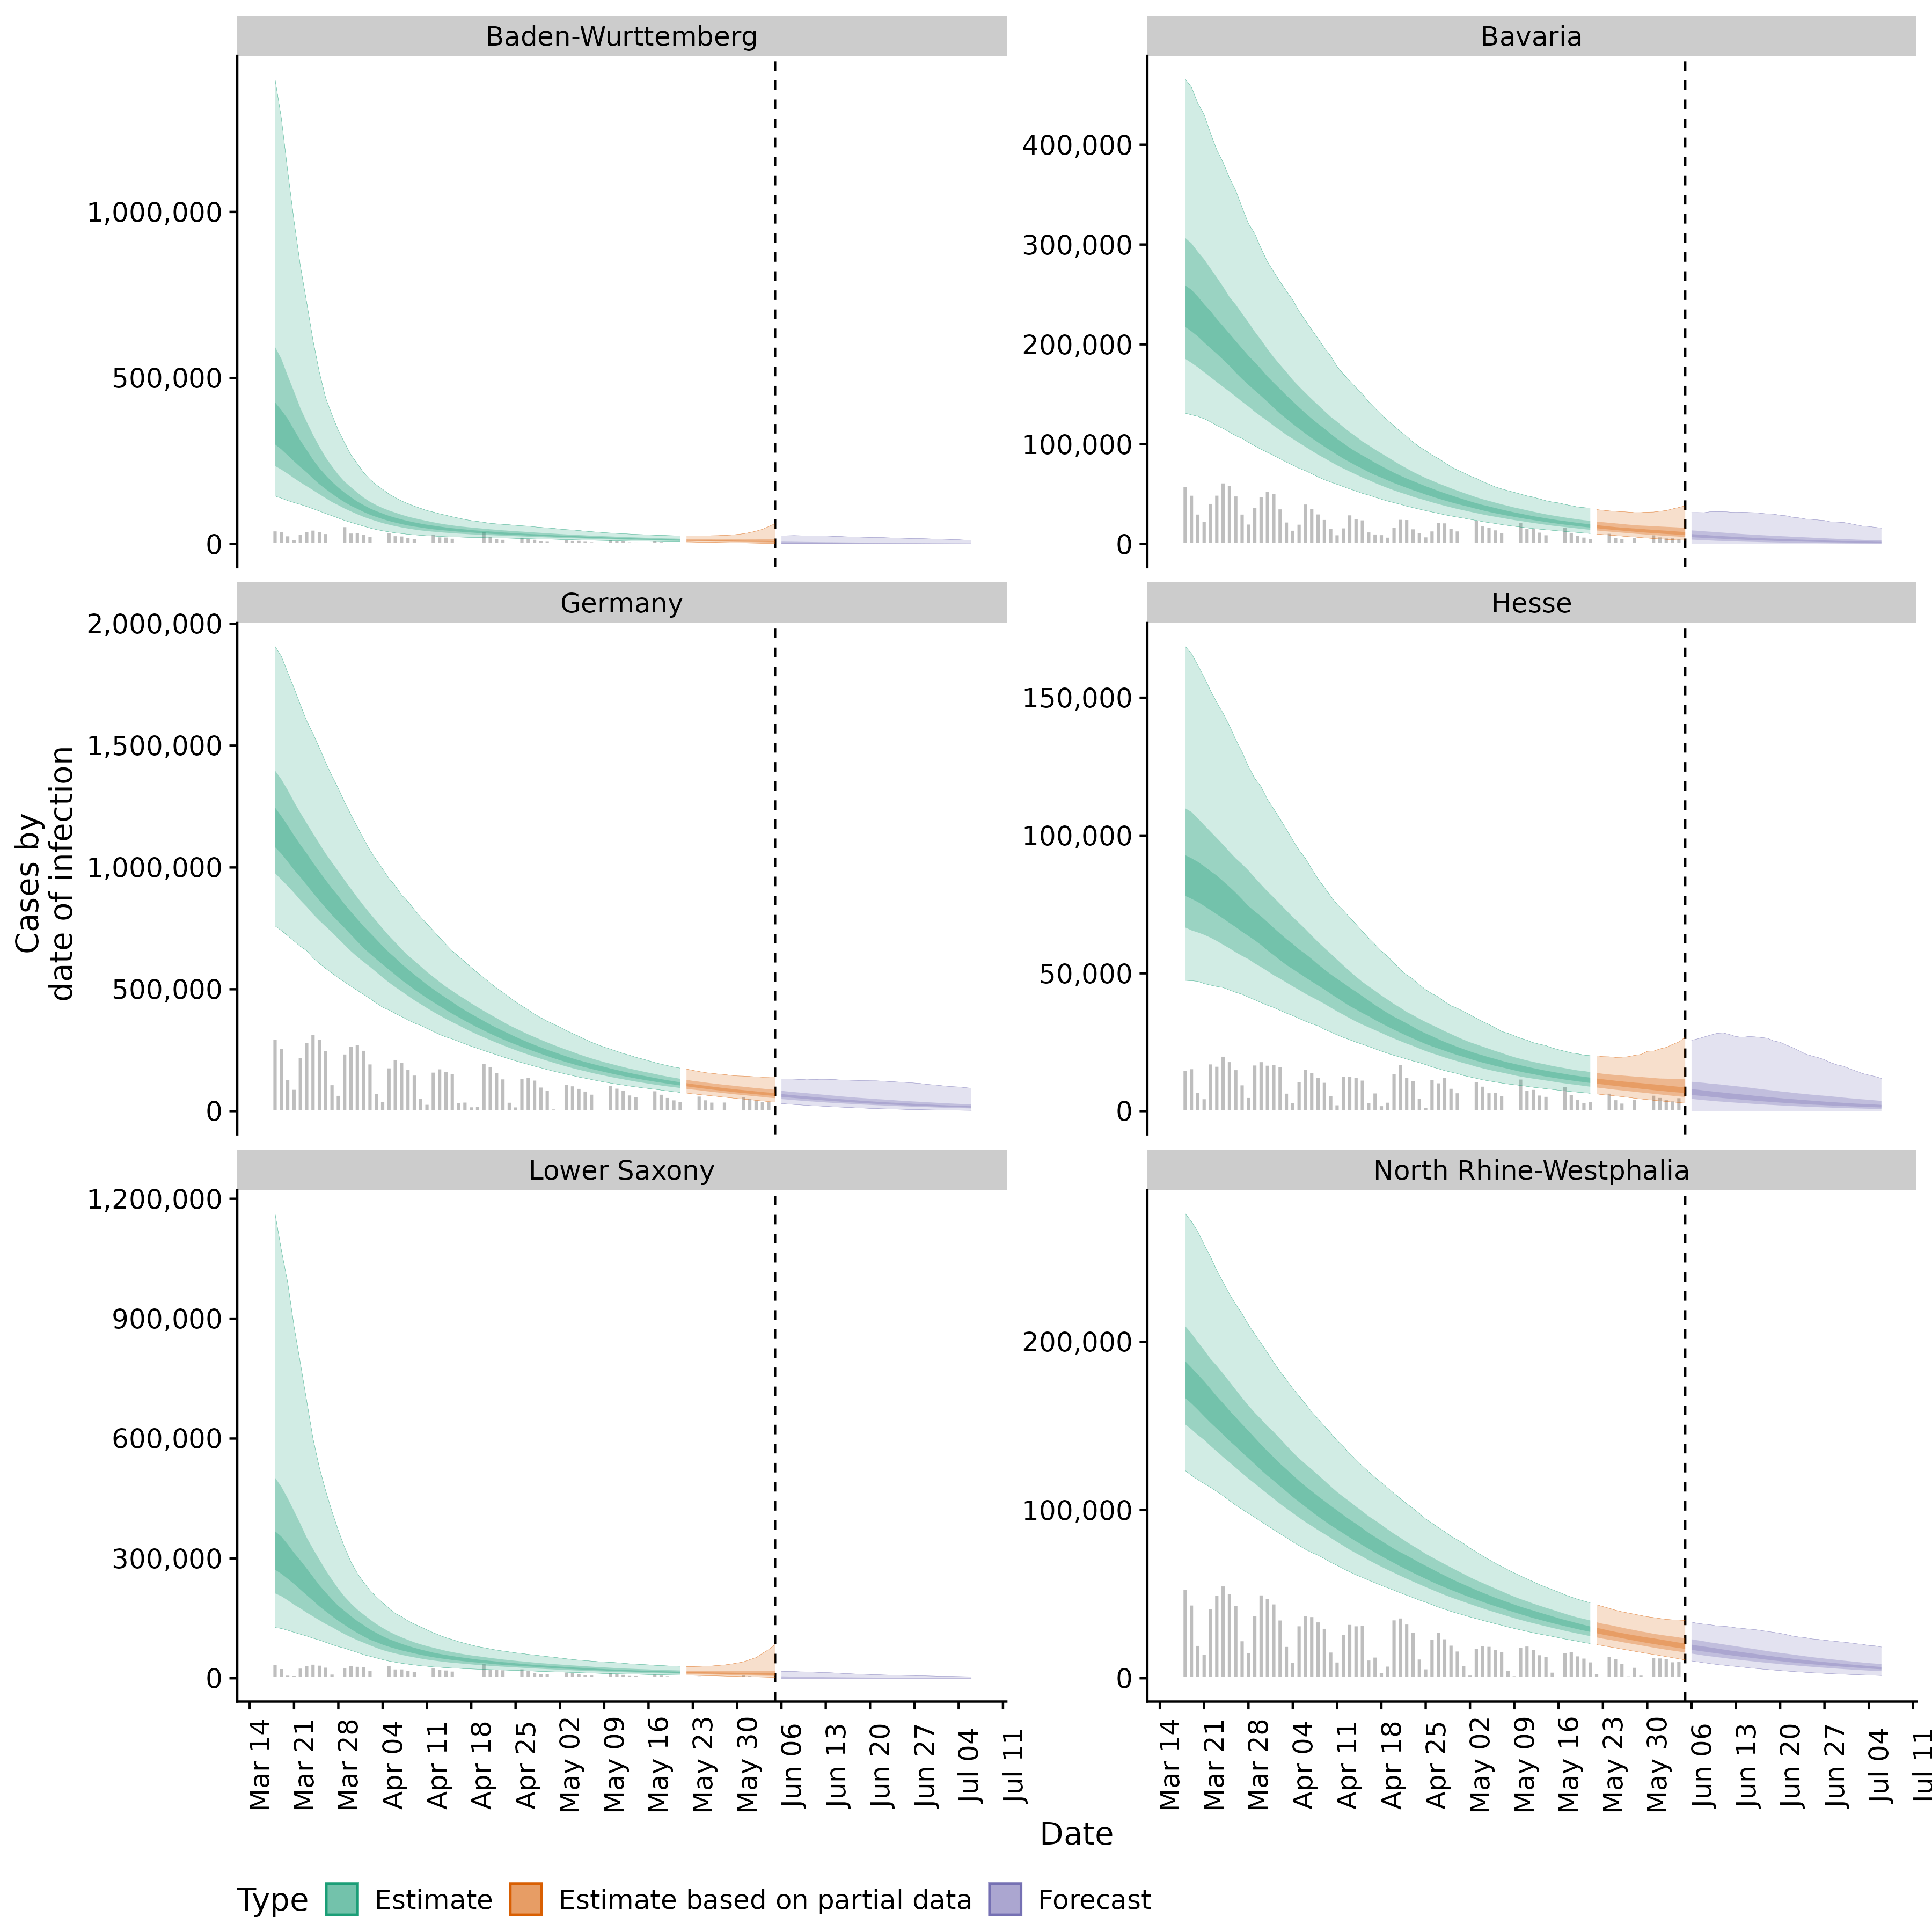 Baden-Wurttemberg
Bavaria
1,000,000
500,000
0
400,000
300,000
200,000
100,000
0
Germany
Hesse
2,000,000
1,500,000
1,000,000
500,000
0
150,000
100,000
50,000
0
Cases by
date of infection
Lower Saxony
North Rhine-Westphalia
1,200,000
900,000
600,000
300,000
0
200,000
100,000
0
Mar 14
Mar 21
Mar 28
Apr 04
Apr 11
Apr 18
Apr 25
May 02
May 09
May 16
May 23
May 30
Jun 06
Jun 13
Jun 20
Jun 27
Jul 04
Jul 11
Mar 14
Mar 21
Mar 28
Apr 04
Apr 11
Apr 18
Apr 25
May 02
May 09
May 16
May 23
May 30
Jun 06
Jun 13
Jun 20
Jun 27
Jul 04
Jul 11
Date
Type Estimate Estimate based on partial data Forecast